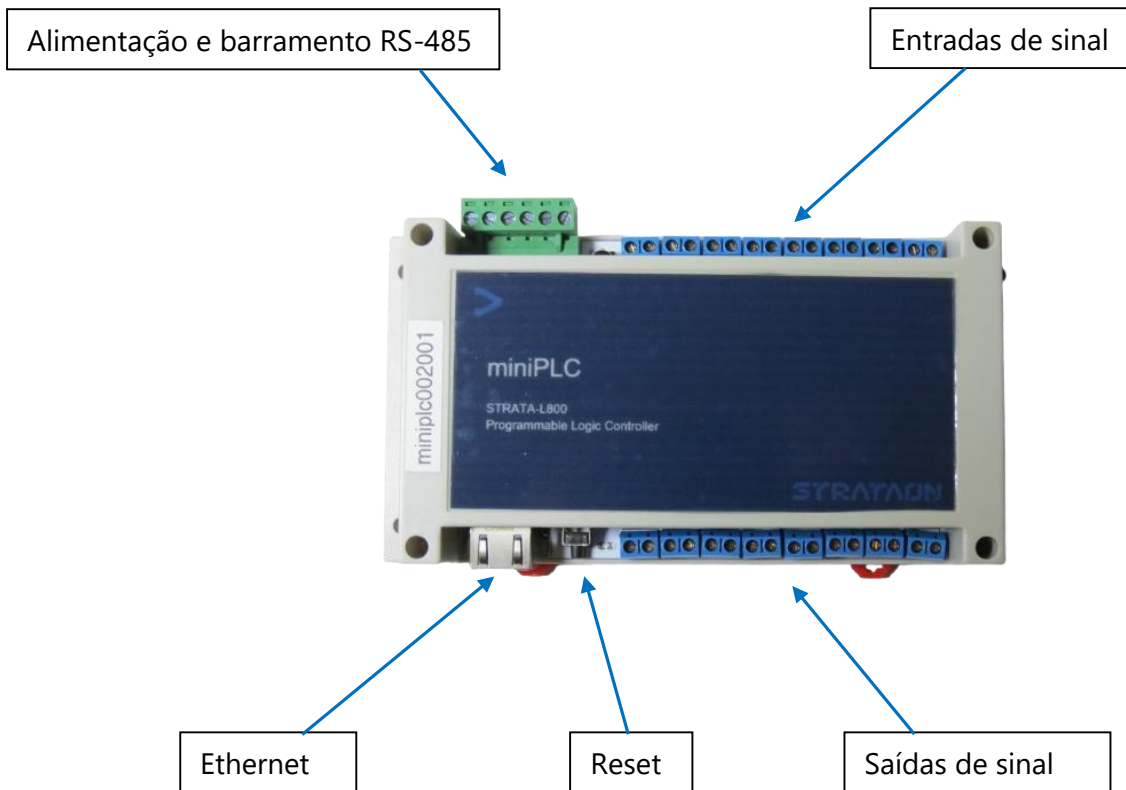 Alimentação e barramento RS-485
Entradas de sinal
miniplc002001
miniPLC
STRATA-L800
Programmable Logic Controller
STRATAON
Ethernet
Reset
Saídas de sinal